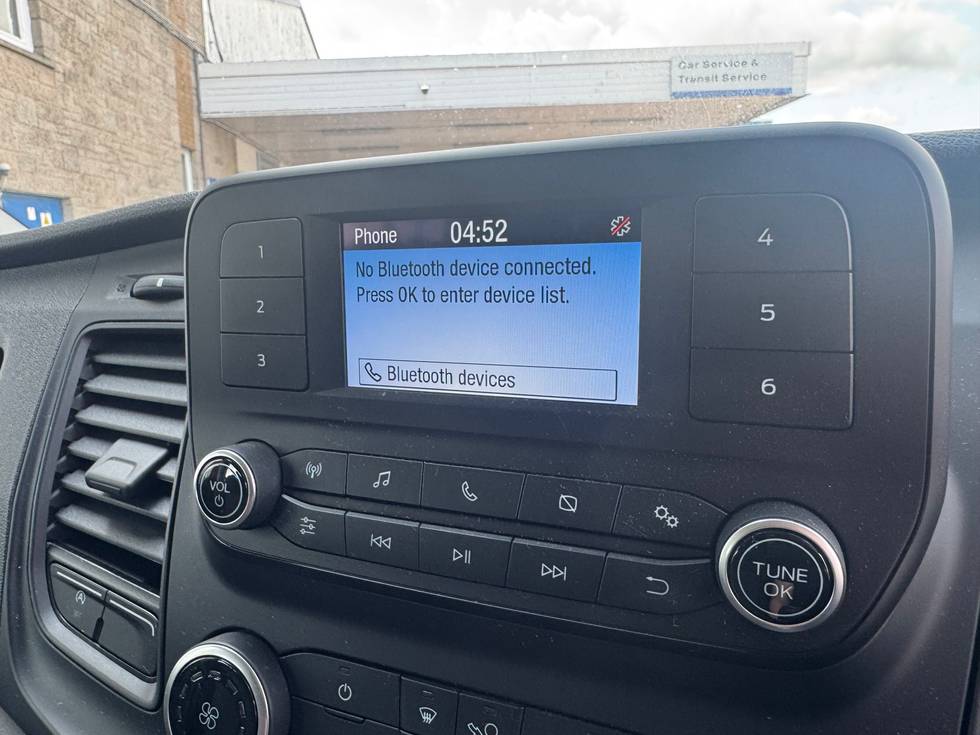 Car Service &
Transit Service
Phone 04:52
No Bluetooth device connected.
Press OK to enter device list.
Bluetooth devices
1
2
3
4
5
6
VOL
TUNE
OK